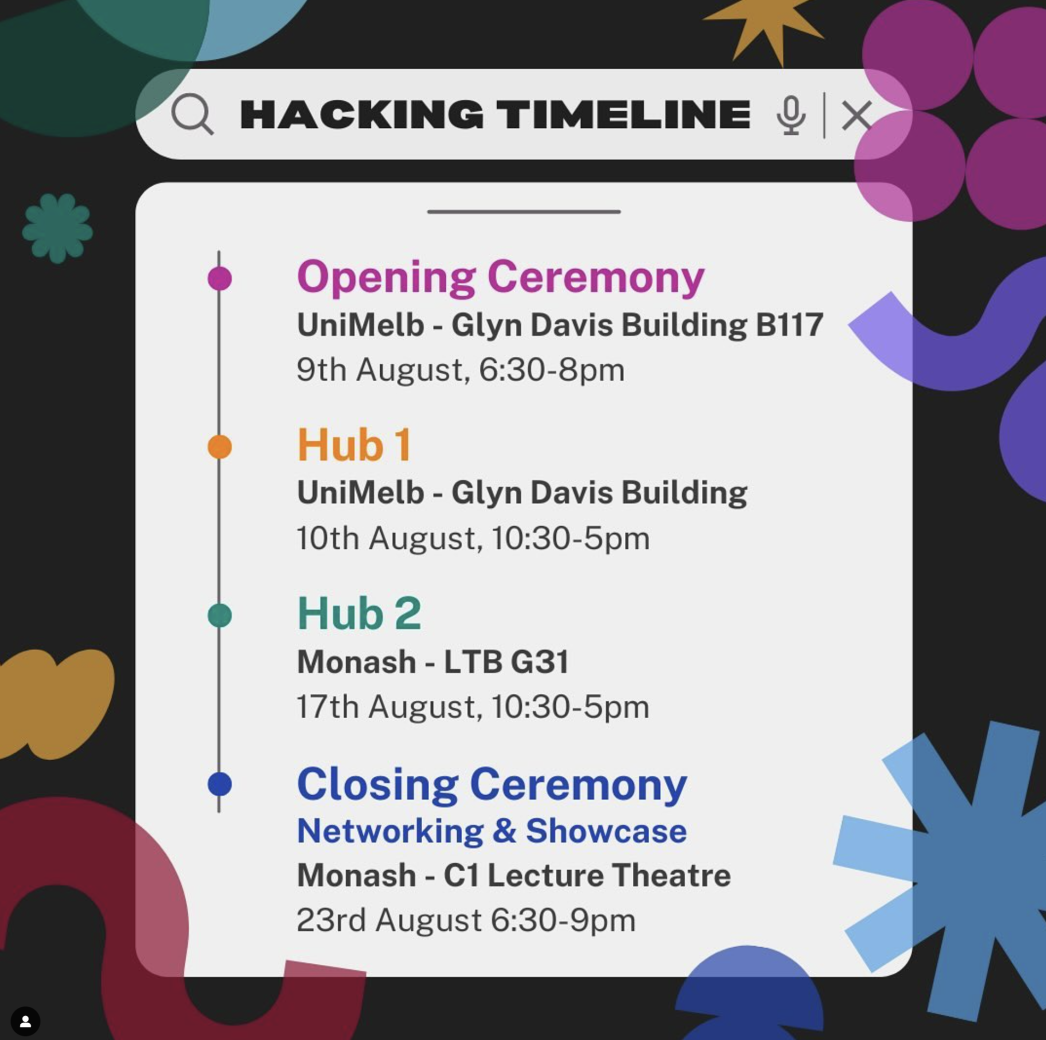 HACKING TIMELINE
Opening Ceremony
UniMelb - Glyn Davis Building B117
9th August, 6:30-8pm
Hub 1
UniMelb - Glyn Davis Building
10th August, 10:30-5pm
Hub 2
Monash - LTB G31
17th August, 10:30-5pm
Closing Ceremony
Networking & Showcase
Monash - C1 Lecture Theatre
23rd August 6:30-9pm